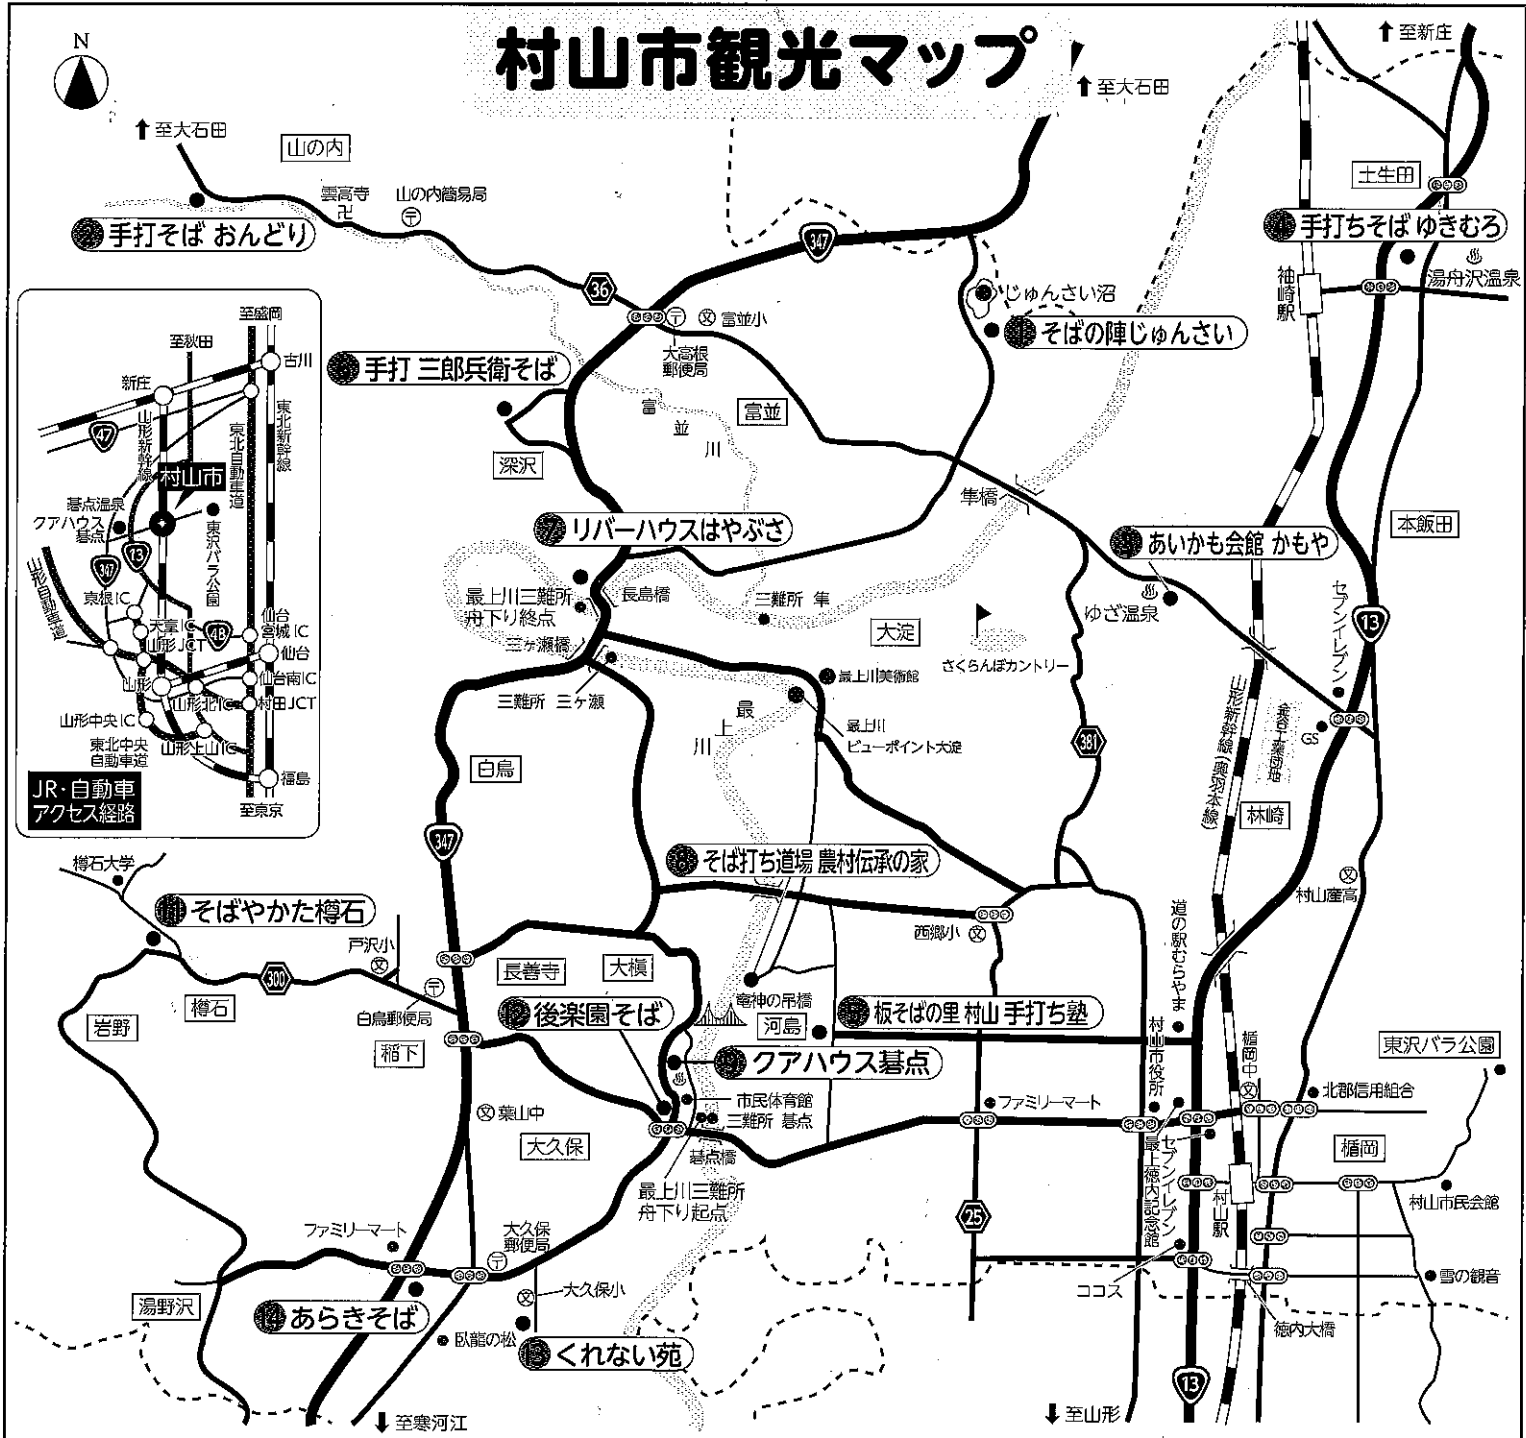 村山市観光マップ
N
至大石田
至大石田
至新庄
山の内
雲高寺
山の内簡易局
手打そば おんどり
347
36
土生田
手打ちそば ゆきむろ
湯舟沢温泉
袖崎駅
じゅんさい沼
そばの陣じゅんさい
富並小
大高根
郵便局
手打 三郎兵衛そば
富並川
富並
深沢
隼橋
本飯田
7 リバーハウスはやぶさ
あいかも会館 かもや
ゆざ温泉
セブンイレブン
13
最上川三難所
舟下り終点
長島橋
三難所 隼
大淀
さくらんぼカントリー
三ヶ瀬橋
三難所 三ヶ瀬
最上川美術館
最上川
ビューポイント大淀
最上川
381
山形新幹線(奥羽本線)
金谷工業団地
GS
林崎
白鳥
347
8 そば打ち道場 農村伝承の家
村山産高
西郷小
道の駅むらやま
樽石大学
11 そばやかた樽石
戸沢小
300
樽石
白鳥郵便局
長善寺
大槇
竜神の吊橋
岩野
稲下
12 後楽園そば
河島
板そばの里 村山 手打ち塾
クアハウス碁点
村山市役所
楯岡中
東沢バラ公園
北郡信用組合
市民体育館
三難所 碁点
ファミリーマート
葉山中
大久保
碁点橋
最上川三難所
舟下り起点
最上徳内記念館
セブンイレブン
村山駅
楯岡
村山市民会館
25
ファミリーマート
大久保
郵便局
大久保小
ココス
雪の観音
徳内大橋
湯野沢
14 あらきそば
臥龍の松
13 くれない苑
13
至寒河江
至山形
至盛岡
至秋田
古川
新庄
47
山形新幹線
東北自動車道
東北新幹線
村山市
碁点温泉
クアハウス
碁点
東沢バラ公園
13
347
山形自動車道
東根IC
天童IC
山形JCT
48
仙台
宮城IC
仙台
山形
仙台南IC
山形北IC
村田JCT
山形中央IC
東北中央
自動車道
山形上山IC
福島
至東京
JR・自動車
アクセス経路